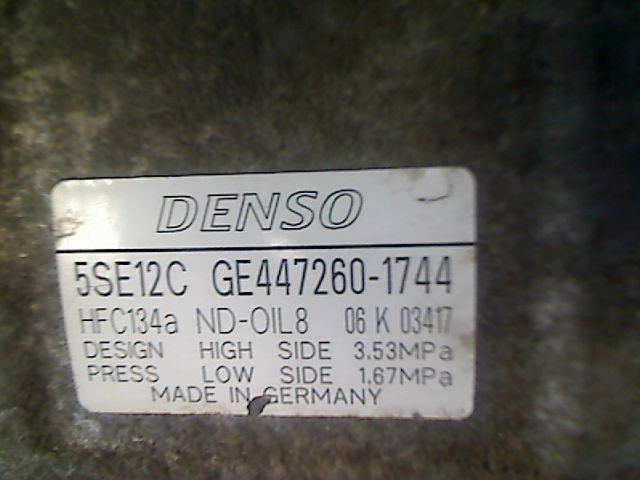 DENSO
5SE12C GE447260-1744
HFC134a ND-OIL8 06 K 03417
DESIGN HIGH SIDE 3.53MPa
PRESS LOW SIDE 1.67MPa
MADE IN GERMANY